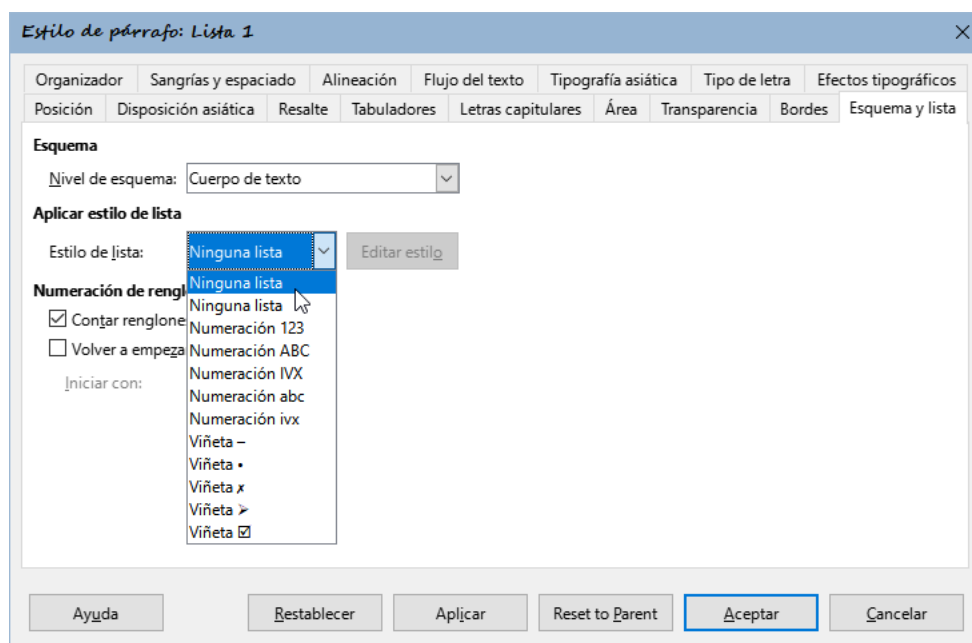 Estilo de párrafo: Lista 1
Organizador Sangrías y espaciado Alineación Flujo del texto Tipografía asiática Tipo de letra Efectos tipográficos
Posición Disposición asiática Resalte Tabuladores Letras capitulares Área Transparencia Bordes Esquema y lista
Esquema
Nivel de esquema: Cuerpo de texto
Aplicar estilo de lista
Estilo de lista: Ninguna lista Editar estilo
Ninguna lista
Numeración de rengl
Ninguna lista
Contar renglone
Numeración 123
Volver a empeza
Numeración ABC
Numeración IVX
Iniciar con:
Numeración abc
Numeración ivx
Viñeta –
Viñeta •
Viñeta ✗
Viñeta ➢
Viñeta ☑
Ayuda Restablecer Aplicar Reset to Parent Aceptar Cancelar